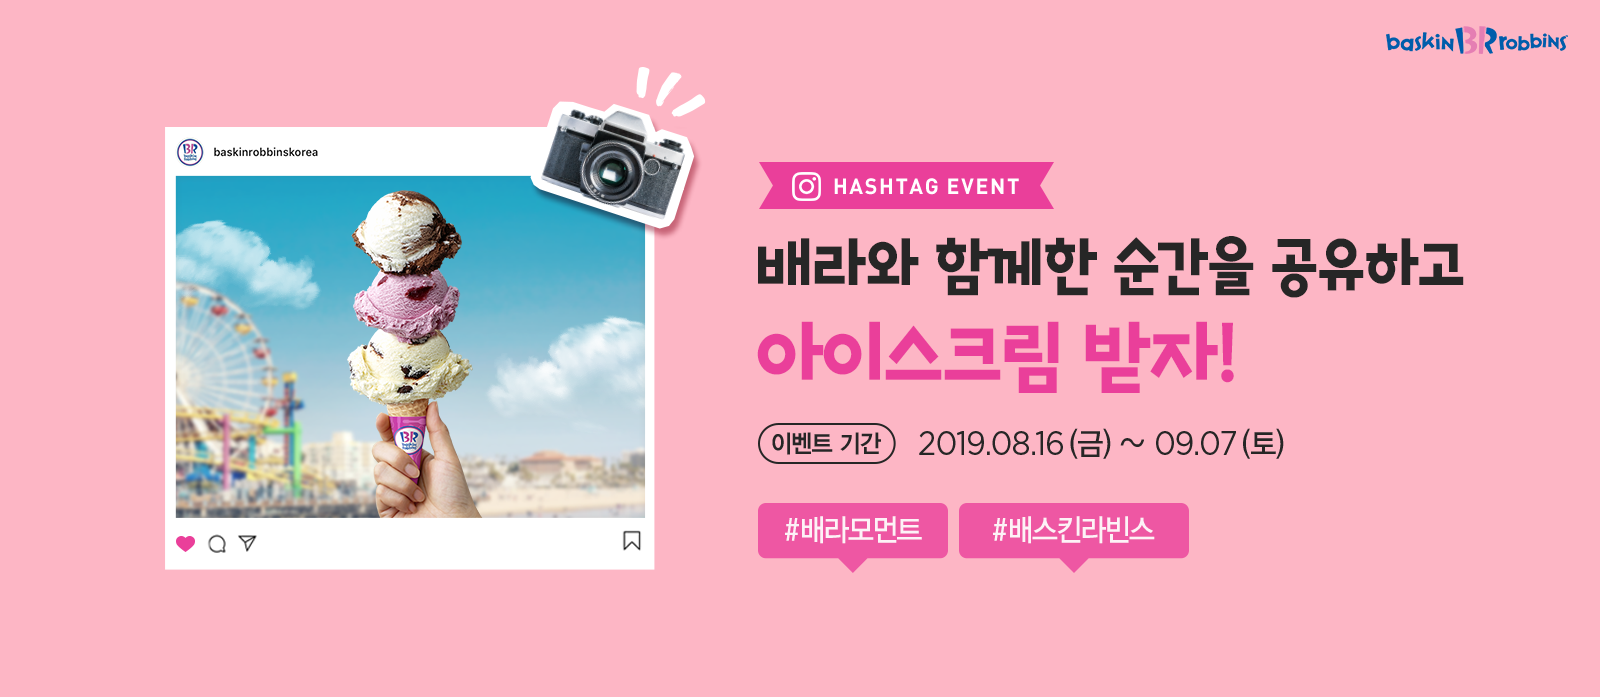 baskin BR robbins
BR
baskinrobbinskorea
BR
HASHTAG EVENT
배라와 함께한 순간을 공유하고
아이스크림 받자!
이벤트 기간 2019.08.16 (금) ~ 09.07 (토)
#배라모먼트 #배스킨라빈스